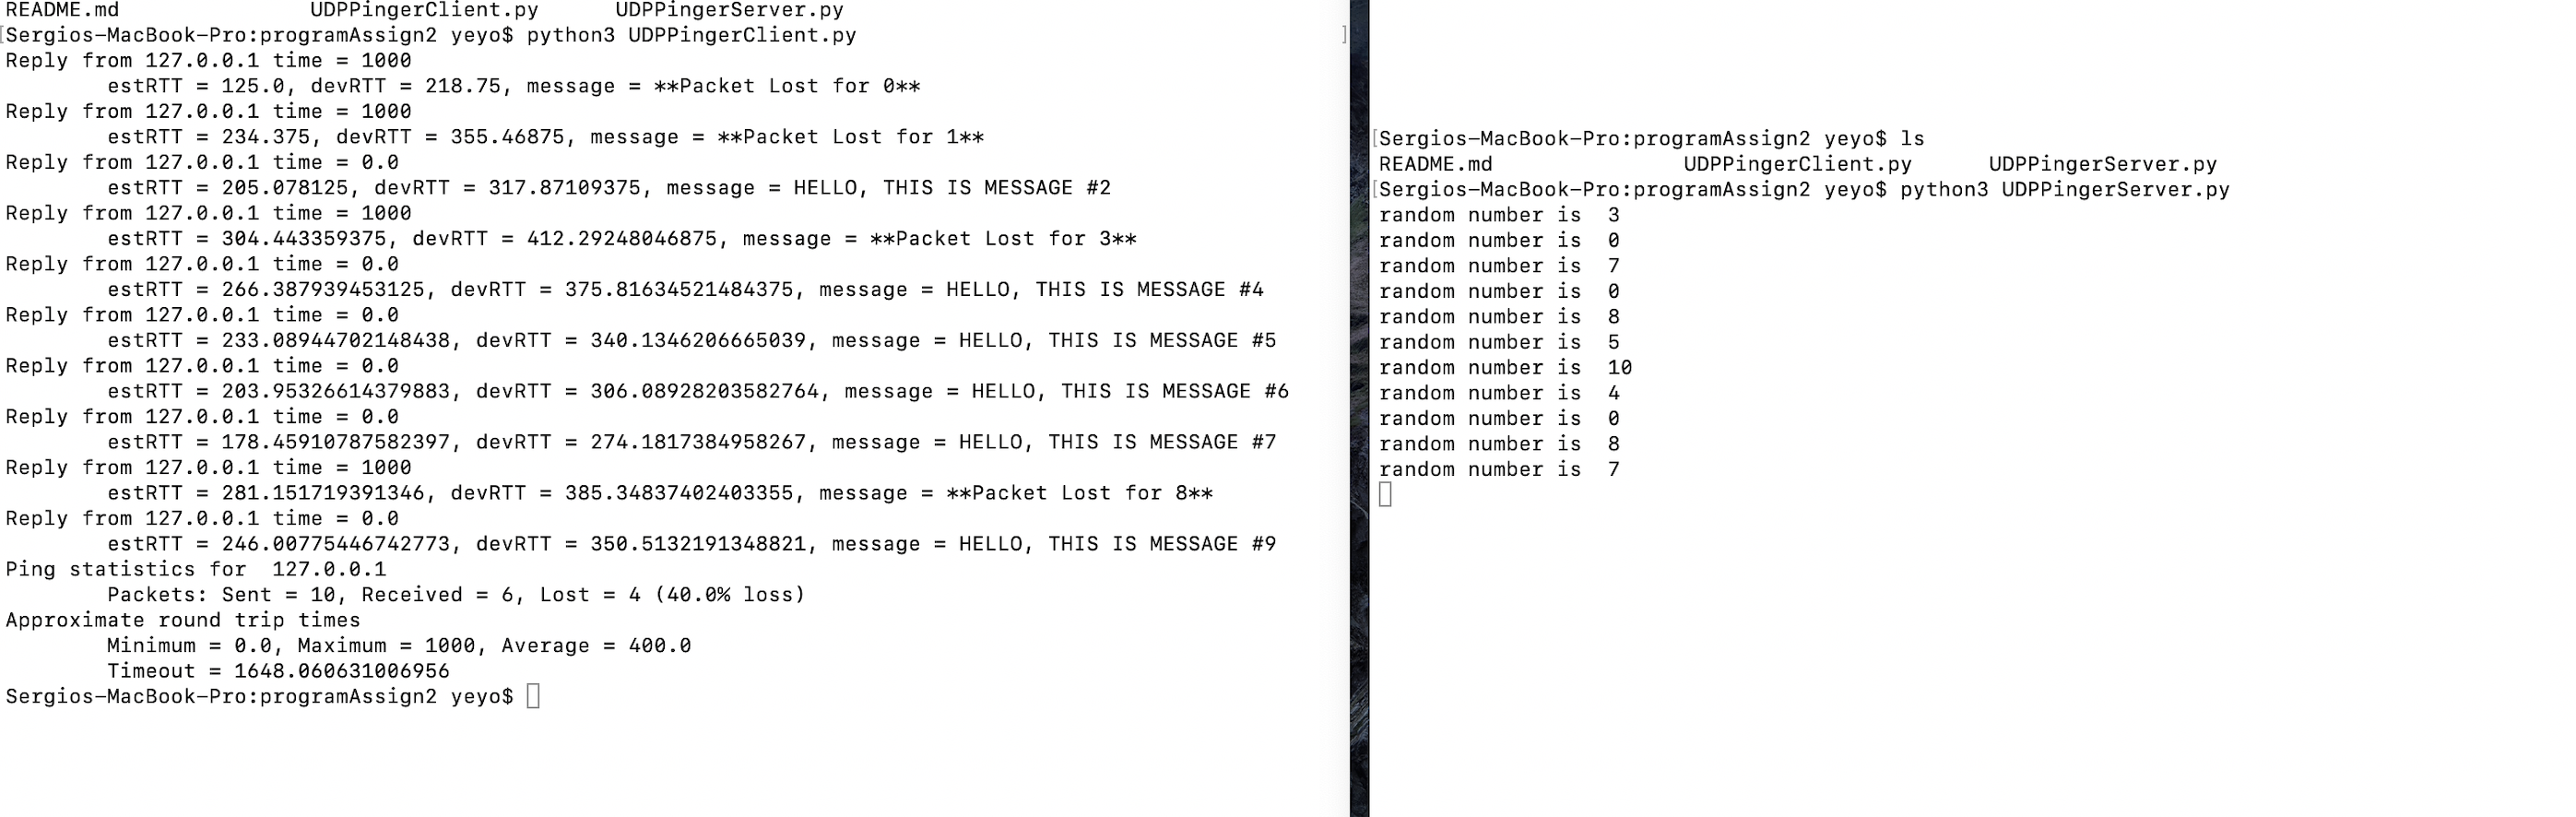 README.md UDPPingerClient.py UDPPingerServer.py
[Sergios-MacBook-Pro:programAssign2 yeyo$ python3 UDPPingerClient.py ]
Reply from 127.0.0.1 time = 1000
estRTT = 125.0, devRTT = 218.75, message = **Packet Lost for 0**
Reply from 127.0.0.1 time = 1000
estRTT = 234.375, devRTT = 355.46875, message = **Packet Lost for 1**
Reply from 127.0.0.1 time = 0.0
estRTT = 205.078125, devRTT = 317.87109375, message = HELLO, THIS IS MESSAGE #2
Reply from 127.0.0.1 time = 1000
estRTT = 304.443359375, devRTT = 412.29248046875, message = **Packet Lost for 3**
Reply from 127.0.0.1 time = 0.0
estRTT = 266.387939453125, devRTT = 375.81634521484375, message = HELLO, THIS IS MESSAGE #4
Reply from 127.0.0.1 time = 0.0
estRTT = 233.08944702148438, devRTT = 340.1346206665039, message = HELLO, THIS IS MESSAGE #5
Reply from 127.0.0.1 time = 0.0
estRTT = 203.95326614379883, devRTT = 306.08928203582764, message = HELLO, THIS IS MESSAGE #6
Reply from 127.0.0.1 time = 0.0
estRTT = 178.45910787582397, devRTT = 274.1817384958267, message = HELLO, THIS IS MESSAGE #7
Reply from 127.0.0.1 time = 1000
estRTT = 281.151719391346, devRTT = 385.34837402403355, message = **Packet Lost for 8**
Reply from 127.0.0.1 time = 0.0
estRTT = 246.00775446742773, devRTT = 350.5132191348821, message = HELLO, THIS IS MESSAGE #9
Ping statistics for  127.0.0.1
Packets: Sent = 10, Received = 6, Lost = 4 (40.0% loss)
Approximate round trip times
Minimum = 0.0, Maximum = 1000, Average = 400.0
Timeout = 1648.060631006956
Sergios-MacBook-Pro:programAssign2 yeyo$
[Sergios-MacBook-Pro:programAssign2 yeyo$ ls
README.md UDPPingerClient.py UDPPingerServer.py
[Sergios-MacBook-Pro:programAssign2 yeyo$ python3 UDPPingerServer.py
random number is  3
random number is  0
random number is  7
random number is  0
random number is  8
random number is  5
random number is  10
random number is  4
random number is  0
random number is  8
random number is  7